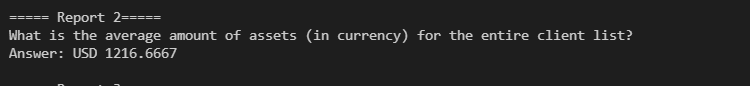 ===== Report 2=====
What is the average amount of assets (in currency) for the entire client list?
Answer: USD 1216.6667